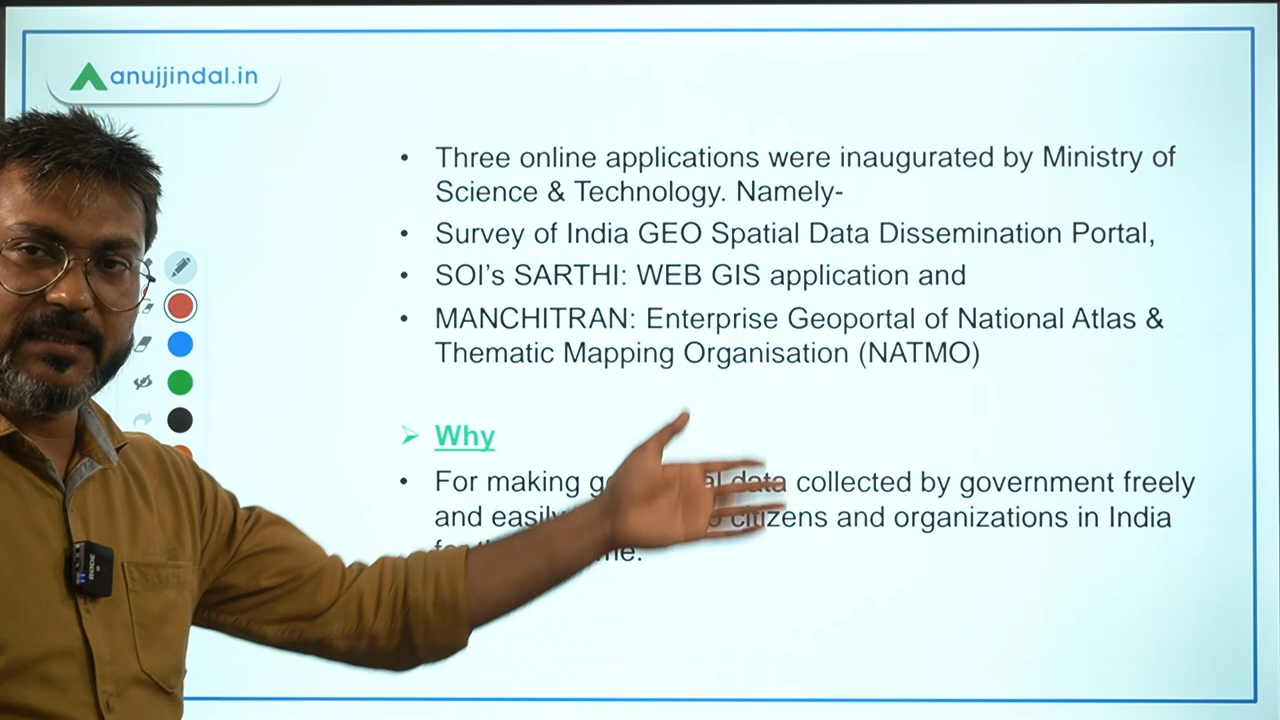 anujjindal.in
• Three online applications were inaugurated by Ministry of
Science & Technology. Namely-
• Survey of India GEO Spatial Data Dissemination Portal,
• SOI's SARTHI: WEB GIS application and
• MANCHITRAN: Enterprise Geoportal of National Atlas &
Thematic Mapping Organisation (NATMO)
Why
• For making data collected by government freely
and citizens and organizations in India
RODE